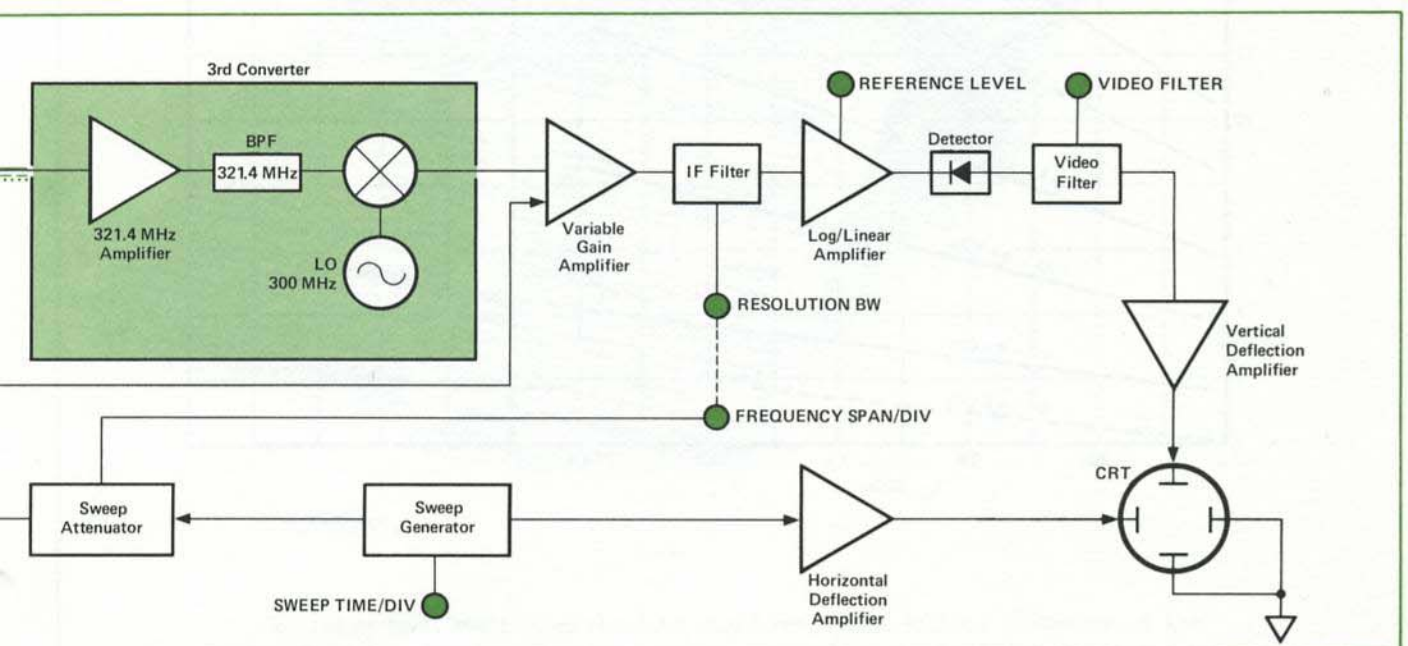 3rd Converter
BPF
321.4 MHz
321.4 MHz
Amplifier
LO
300 MHz
Variable
Gain
Amplifier
IF Filter
REFERENCE LEVEL
Log/Linear
Amplifier
Detector
VIDEO FILTER
Video
Filter
RESOLUTION BW
FREQUENCY SPAN/DIV
Vertical
Deflection
Amplifier
CRT
Sweep
Attenuator
Sweep
Generator
SWEEP TIME/DIV
Horizontal
Deflection
Amplifier